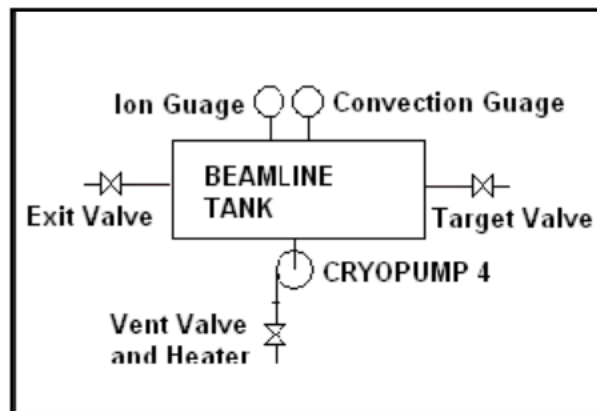 Ion Guage
Convection Guage
BEAMLINE
TANK
Exit Valve
Target Valve
CRYOPUMP 4
Vent Valve
and Heater